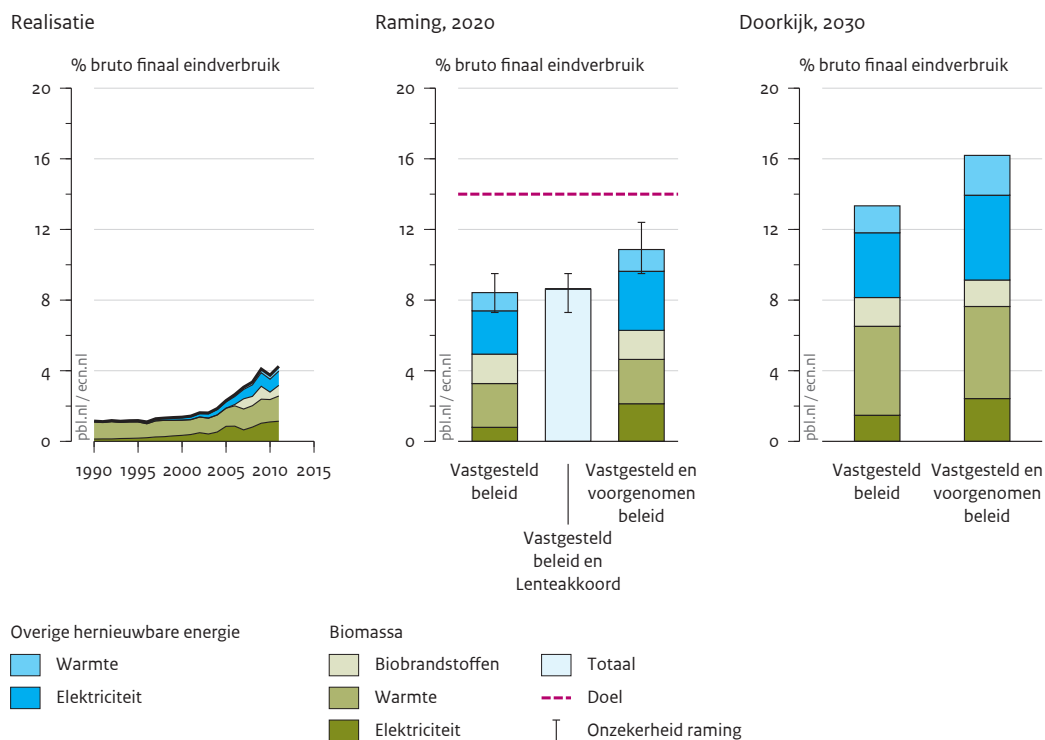 Realisatie
Raming, 2020
Doorkijk, 2030
% bruto finaal eindverbruik
% bruto finaal eindverbruik
% bruto finaal eindverbruik
20
16
12
8
4
0
20
16
12
8
4
0
20
16
12
8
4
0
pbl.nl / ecn.nl
pbl.nl / ecn.nl
pbl.nl / ecn.nl
1990
1995
2000
2005
2010
2015
Vastgesteld
beleid
Vastgesteld
beleid en
Lenteakkoord
Vastgesteld en
voorgenomen
beleid
Vastgesteld
beleid
Vastgesteld en
voorgenomen
beleid
Overige hernieuwbare energie
Warmte
Elektriciteit
Biomassa
Biobrandstoffen
Warmte
Elektriciteit
Totaal
Doel
Onzekerheid raming